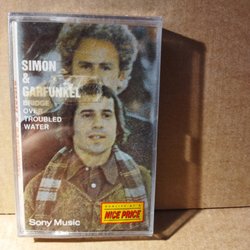 SIMON
&
GARFUNKEL
BRIDGE
OVER
TROUBLED
WATER
Sony Music
NICE PRICE